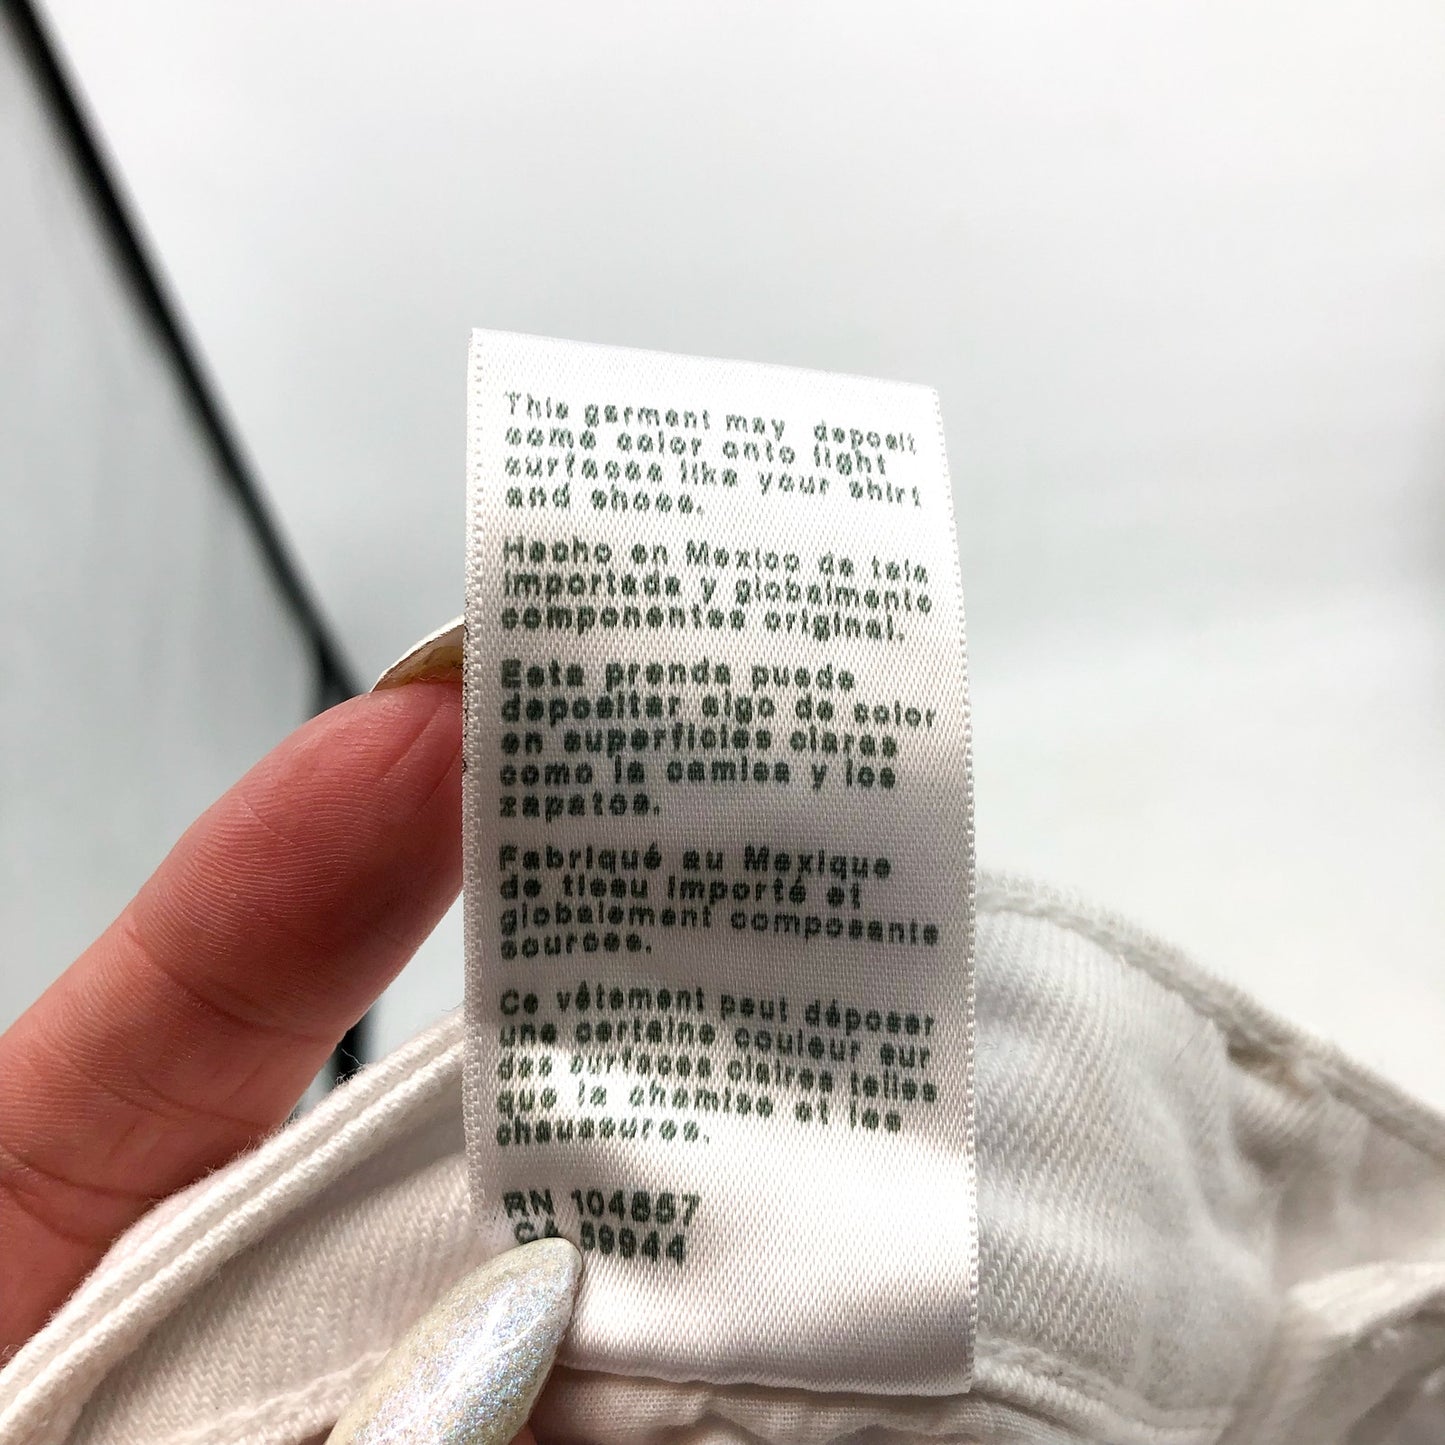 This garment may deposit
some color onto light
surfaces like your shirt
and shoes.
Hecho en Mexico de tela
importada y globalmente
componentes original.
Esta prenda puede
depositar algo de color
en superficies claras
como la camisa y los
zapatos.
Fabriqué au Mexique
de tissu importé et
globalement composante
sources.
Ce vêtement peut déposer
une certaine couleur sur
des surfaces claires telles
que la chemise et les
chaussures.
RN 104867
CA 59944